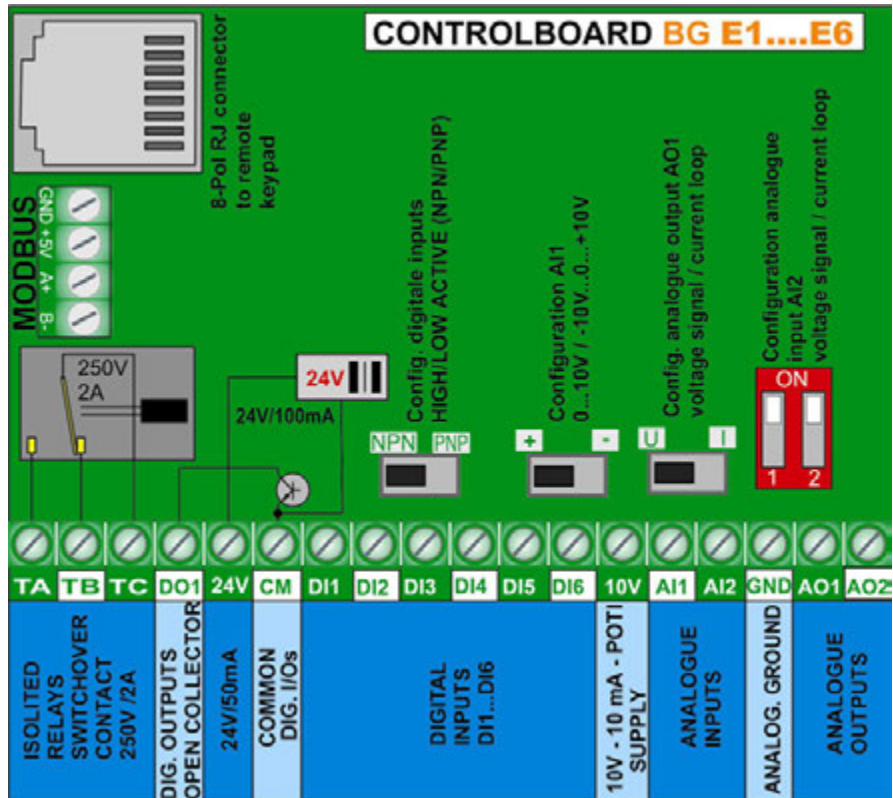 CONTROLBOARD BG E1....E6
8-Pol RJ connector
to remote
keypad
MODBUS
GND
+5V
A+
B-
250V
2A
24V
24V/100mA
Config. digitale inputs
HIGH/LOW ACTIVE (NPN/PNP)
NPN
PNP
Configuration AI1
0...10V / -10V...0...+10V
+
-
Config. analogue output AO1
voltage signal / current loop
U
I
Configuration analogue
input AI2
voltage signal / current loop
ON
1
2
TA
TB
TC
DO1
24V
CM
DI1
DI2
DI3
DI4
DI5
DI6
10V
AI1
AI2
GND
AO1
AO2
ISOLITED
RELAYS
SWITCHOVER
CONTACT
250V /2A
DIG. OUTPUTS
OPEN COLLECTOR
24V/50mA
COMMON
DIG. I/Os
DIGITAL
INPUTS
DI1...DI6
10V - 10 mA - POTI
SUPPLY
ANALOGUE
INPUTS
ANALOG. GROUND
ANALOGUE
OUTPUTS